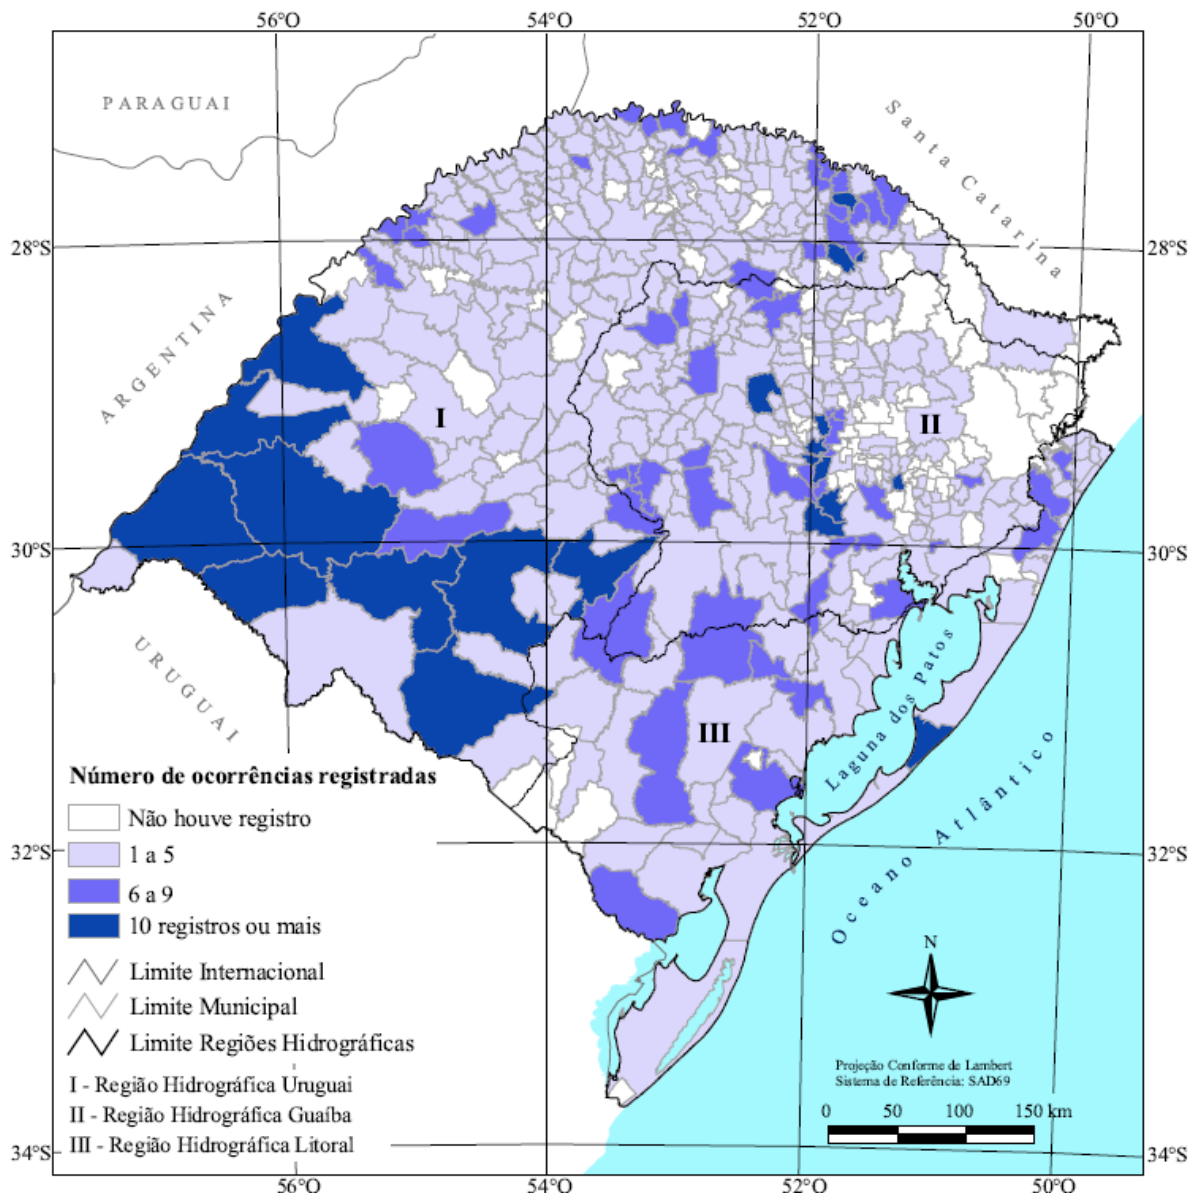 56°O 54°O 52°O 50°O
PARAGUAI
Santa Catarina
28°S 28°S
ARGENTINA
I
II
30°S 30°S
URUGUAI
Laguna dos Patos
III
Oceano Atlântico
Número de ocorrências registradas
Não houve registro
1 a 5
6 a 9
10 registros ou mais
32°S 32°S
Limite Internacional
Limite Municipal
Limite Regiões Hidrográficas
I - Região Hidrográfica Uruguai
II - Região Hidrográfica Guaíba
III - Região Hidrográfica Litoral
N
Projeção Conforme de Lambert
Sistema de Referência: SAD69
0 50 100 150 km
34°S 34°S
56°O 54°O 52°O 50°O